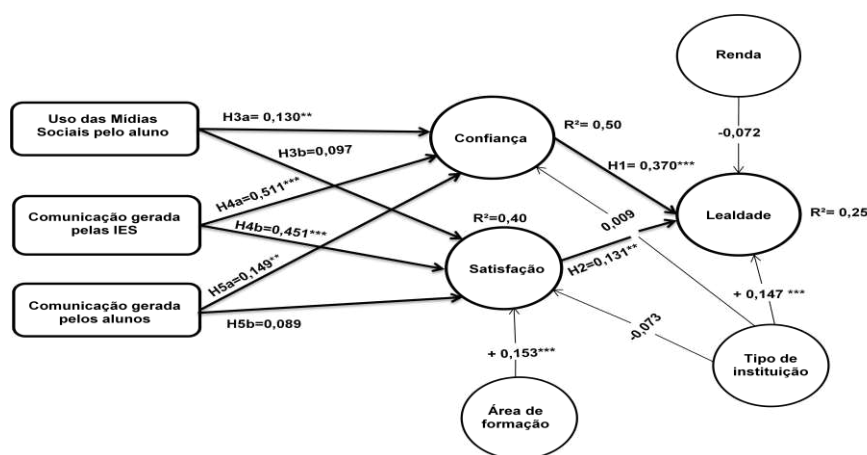 Renda
Uso das Mídias
Sociais pelo aluno
H3a= 0,130**
Confiança
R²= 0,50
-0,072
H3b=0,097
H1= 0,370***
H4a=0,511***
Comunicação gerada
pelas IES
R²=0,40
0,009
Lealdade
R²= 0,25
H4b=0,451***
H5a=0,149**
Satisfação
H2=0,131**
Comunicação gerada
pelos alunos
H5b=0,089
+ 0,147 ***
-0,073
+ 0,153***
Tipo de
instituição
Área de
formação